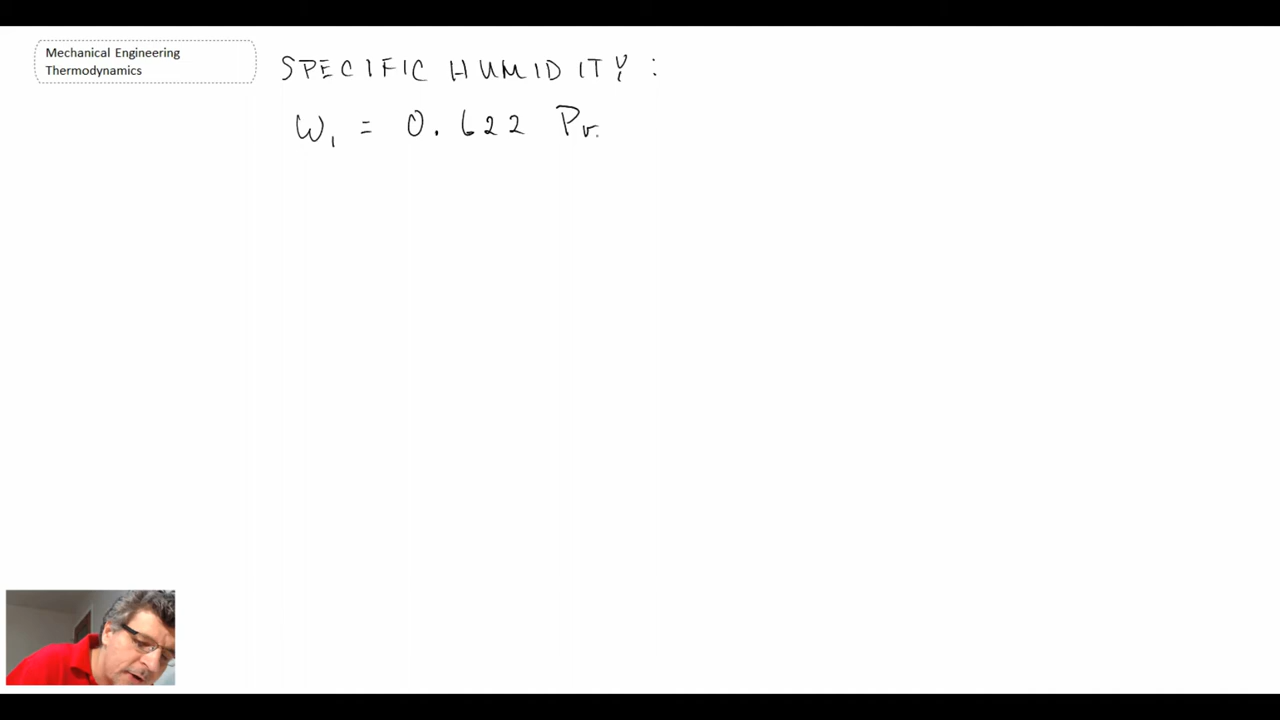 Mechanical Engineering
Thermodynamics
SPECIFIC HUMIDITY :
ω₁ = 0.622 Pv